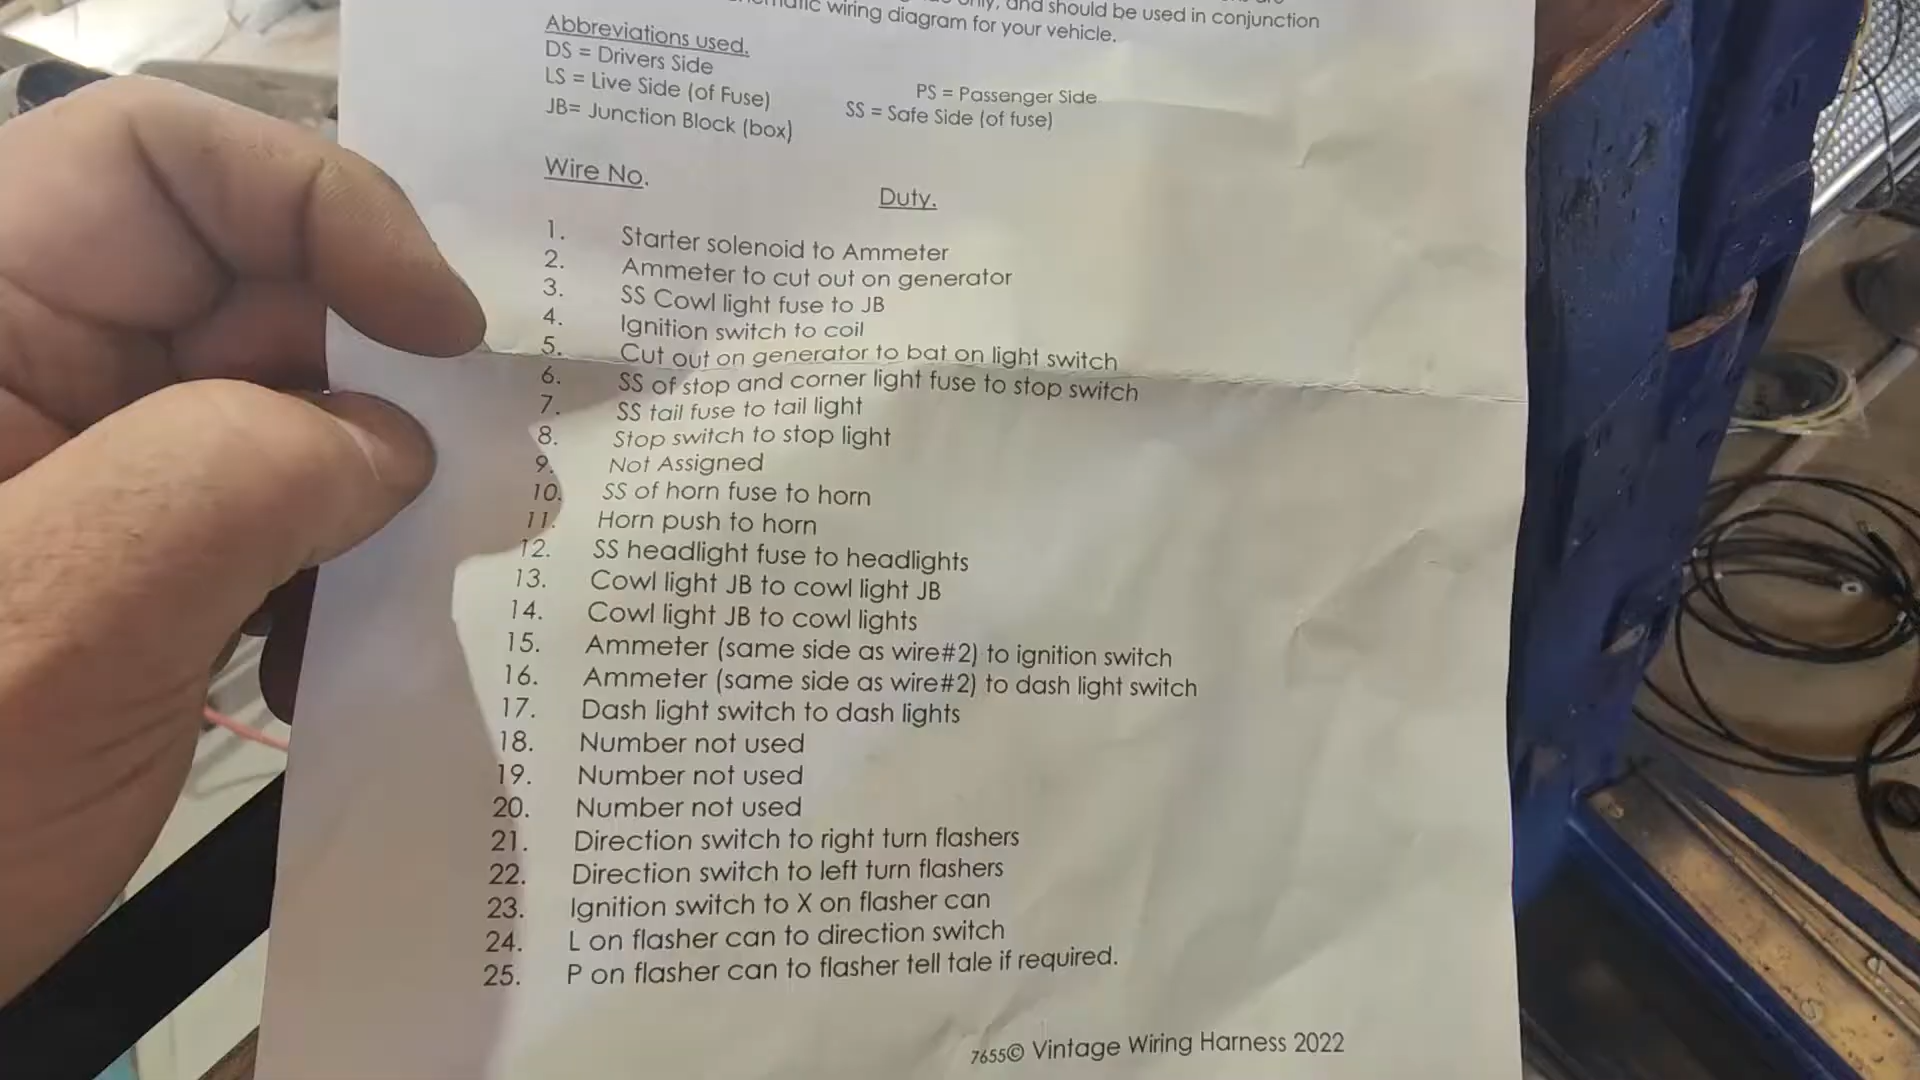 only, and should be used in conjunction
wiring diagram for your vehicle.
Abbreviations used.
DS = Drivers Side
LS = Live Side (of Fuse)
PS = Passenger Side
JB= Junction Block (box)
SS = Safe Side (of fuse)
Wire No.
Duty.
1. Starter solenoid to Ammeter
2. Ammeter to cut out on generator
3. SS Cowl light fuse to JB
4. Ignition switch to coil
5. Cut out on generator to bat on light switch
6. SS of stop and corner light fuse to stop switch
7. SS tail fuse to tail light
8. Stop switch to stop light
9. Not Assigned
10. SS of horn fuse to horn
11. Horn push to horn
12. SS headlight fuse to headlights
13. Cowl light JB to cowl light JB
14. Cowl light JB to cowl lights
15. Ammeter (same side as wire#2) to ignition switch
16. Ammeter (same side as wire#2) to dash light switch
17. Dash light switch to dash lights
18. Number not used
19. Number not used
20. Number not used
21. Direction switch to right turn flashers
22. Direction switch to left turn flashers
23. Ignition switch to X on flasher can
24. L on flasher can to direction switch
25. P on flasher can to flasher tell tale if required.
7655© Vintage Wiring Harness 2022